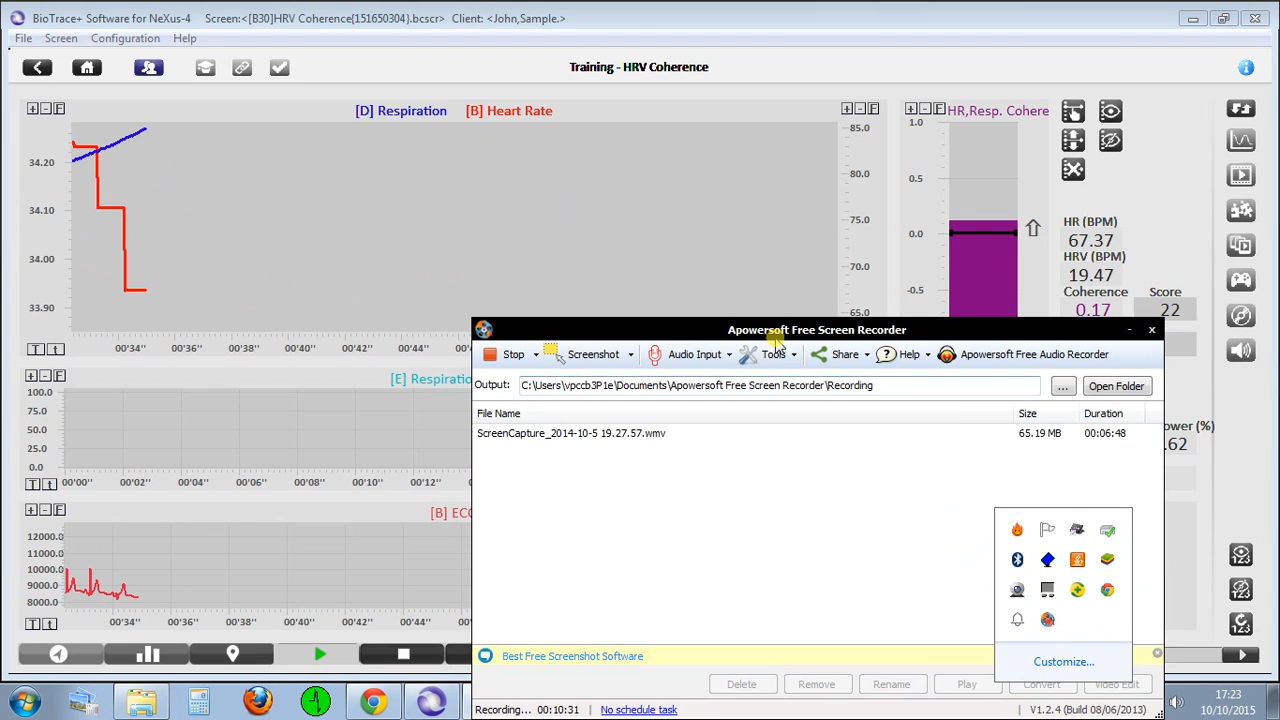 BioTrace+ Software for NeXus-4 Screen:<[B30]HRV Coherence{151650304}.bcscr> Client: <John,Sample.>
File Screen Configuration Help
Training - HRV Coherence
+ - F [D] Respiration [B] Heart Rate + - F + - F HR,Resp. Cohere
34.20
34.10
34.00
33.90
85.0
80.0
75.0
70.0
1.0
0.5
0.0
-0.5
HR (BPM)
67.37
HRV (BPM)
19.47
Coherence Score
0.17 22
T t 00'34'' 00'36'' 00'38'' 00'40'' 00'42''
+ - F [E] Respiratio
100.0
75.0
50.0
25.0
0.0
T t 00'00'' 00'02'' 00'04'' 00'06'' 00'08'' 00'10'' 00'12''
ower (%)
.62
+ - F [B] ECG
12000.0
11000.0
10000.0
9000.0
8000.0
T t 00'34'' 00'36'' 00'38'' 00'40'' 00'42'' 00'44''
123
123
123
Apowersoft Free Screen Recorder
Stop Screenshot Audio Input Tools Share Help Apowersoft Free Audio Recorder
Output: C:\Users\vpccb3P1e\Documents\Apowersoft Free Screen Recorder\Recording ... Open Folder
File Name Size Duration
ScreenCapture_2014-10-5 19.27.57.wmv 65.19 MB 00:06:48
Customize...
Best Free Screenshot Software
Delete Remove Rename Play Convert Video Edit
Recording... 00:10:31 No schedule task V1.2.4 (Build 08/06/2013)
17:23
10/10/2015